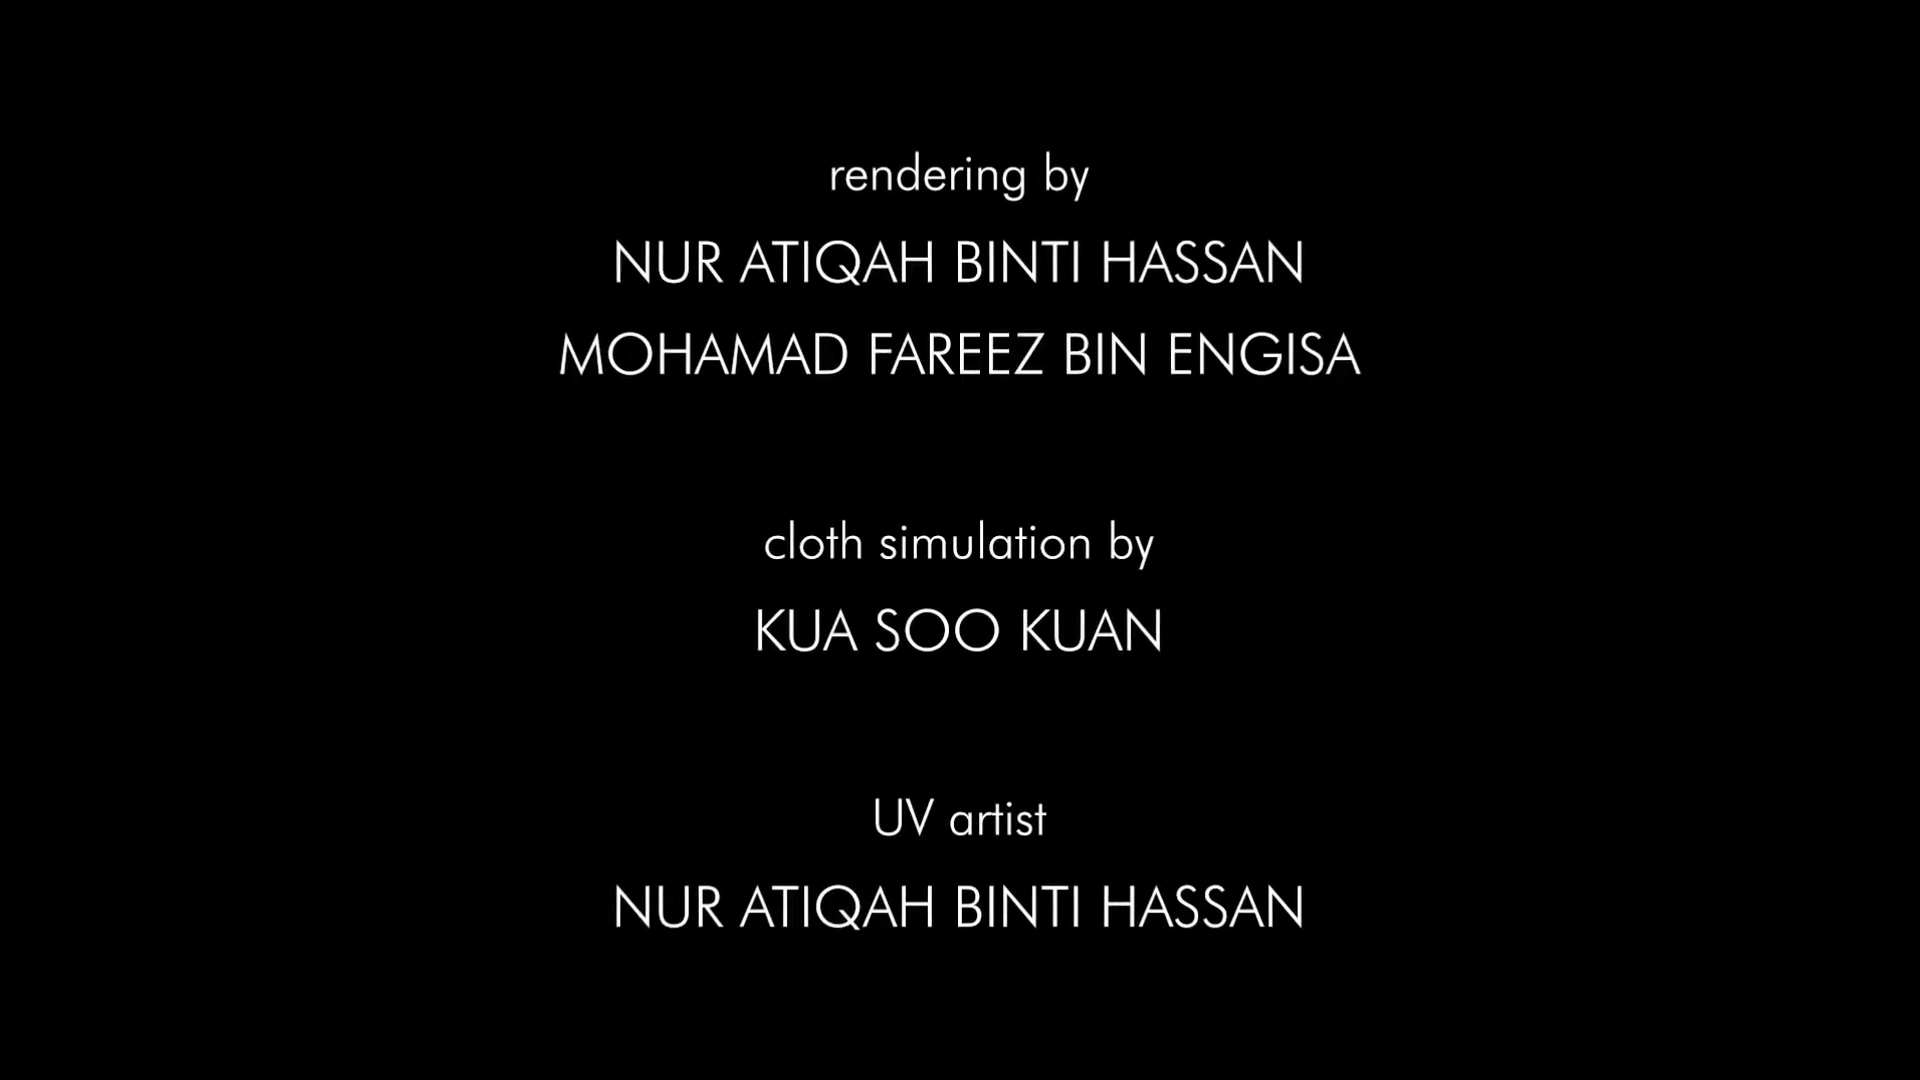 rendering by
NUR ATIQAH BINTI HASSAN
MOHAMAD FAREEZ BIN ENGISA
cloth simulation by
KUA SOO KUAN
UV artist
NUR ATIQAH BINTI HASSAN